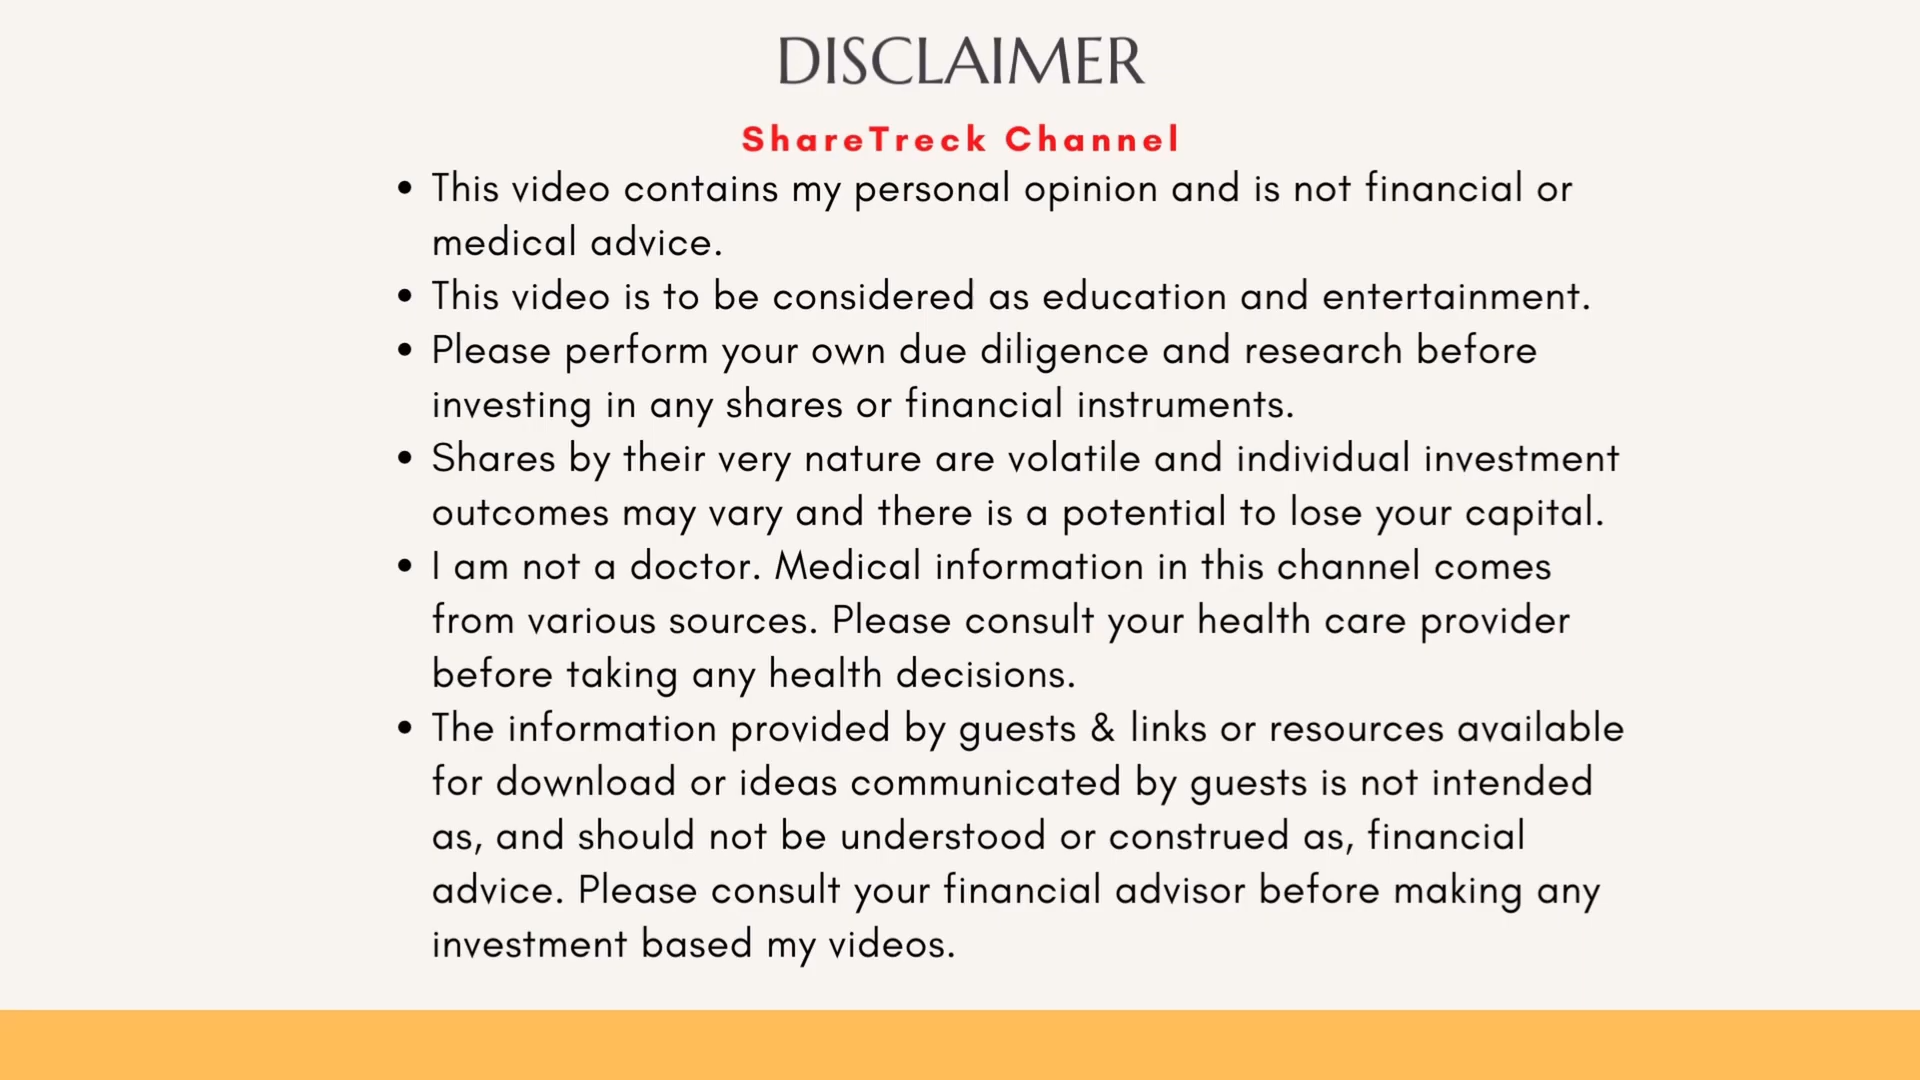 DISCLAIMER
ShareTreck Channel
• This video contains my personal opinion and is not financial or
medical advice.
• This video is to be considered as education and entertainment.
• Please perform your own due diligence and research before
investing in any shares or financial instruments.
• Shares by their very nature are volatile and individual investment
outcomes may vary and there is a potential to lose your capital.
• I am not a doctor. Medical information in this channel comes
from various sources. Please consult your health care provider
before taking any health decisions.
• The information provided by guests & links or resources available
for download or ideas communicated by guests is not intended
as, and should not be understood or construed as, financial
advice. Please consult your financial advisor before making any
investment based my videos.